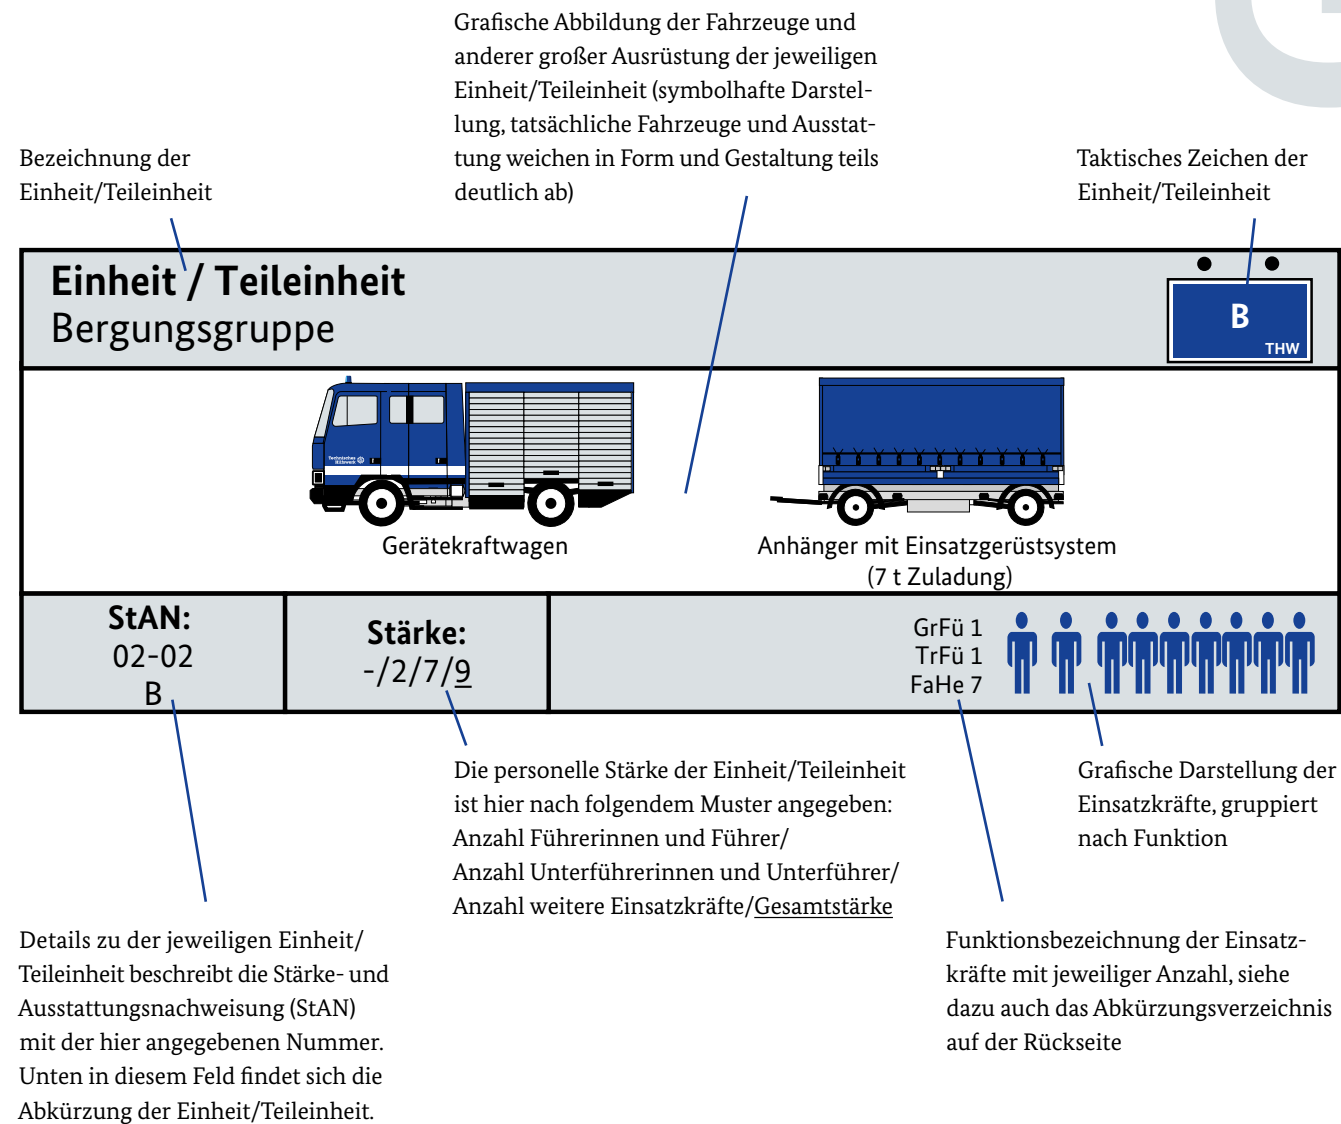 Grafische Abbildung der Fahrzeuge und
anderer großer Ausrüstung der jeweiligen
Einheit/Teileinheit (symbolhafte Darstel-
lung, tatsächliche Fahrzeuge und Ausstat-
tung weichen in Form und Gestaltung teils
deutlich ab)
Bezeichnung der
Einheit/Teileinheit
Taktisches Zeichen der
Einheit/Teileinheit
Einheit / Teileinheit
Bergungsgruppe
B
THW
Technisches
Hilfswerk
Gerätekraftwagen
Anhänger mit Einsatzgerüstsystem
(7 t Zuladung)
StAN:
02-02
B
Stärke:
-/2/7/9
GrFü 1
TrFü 1
FaHe 7
Die personelle Stärke der Einheit/Teileinheit
ist hier nach folgendem Muster angegeben:
Anzahl Führerinnen und Führer/
Anzahl Unterführerinnen und Unterführer/
Anzahl weitere Einsatzkräfte/Gesamtstärke
Grafische Darstellung der
Einsatzkräfte, gruppiert
nach Funktion
Details zu der jeweiligen Einheit/
Teileinheit beschreibt die Stärke- und
Ausstattungsnachweisung (StAN)
mit der hier angegebenen Nummer.
Unten in diesem Feld findet sich die
Abkürzung der Einheit/Teileinheit.
Funktionsbezeichnung der Einsatz-
kräfte mit jeweiliger Anzahl, siehe
dazu auch das Abkürzungsverzeichnis
auf der Rückseite